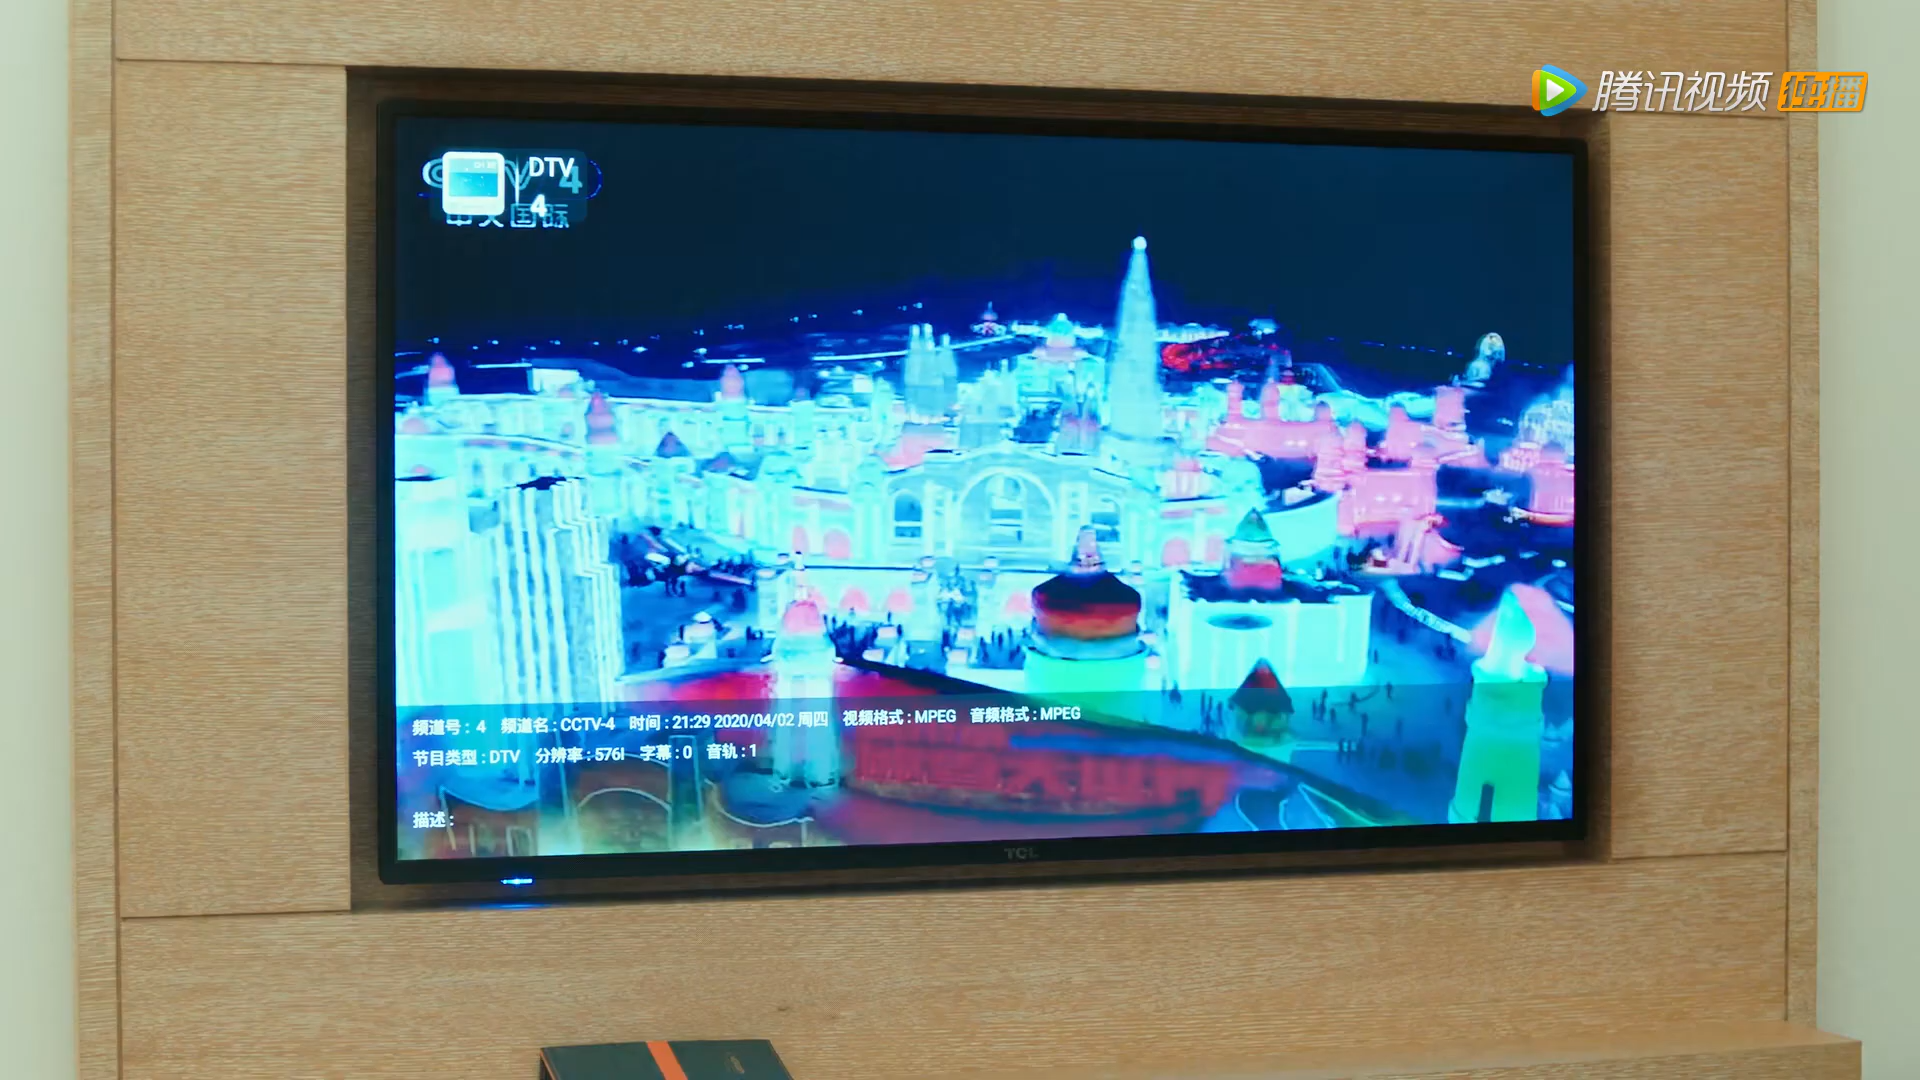 腾讯视频 独播
DTV
4
频道号 : 4 频道名 : CCTV-4 时间 : 21:29 2020/04/02 周四 视频格式 : MPEG 音频格式 : MPEG
节目类型 : DTV 分辨率 : 576I 字幕 : 0 音轨 : 1
描述 :
TCL